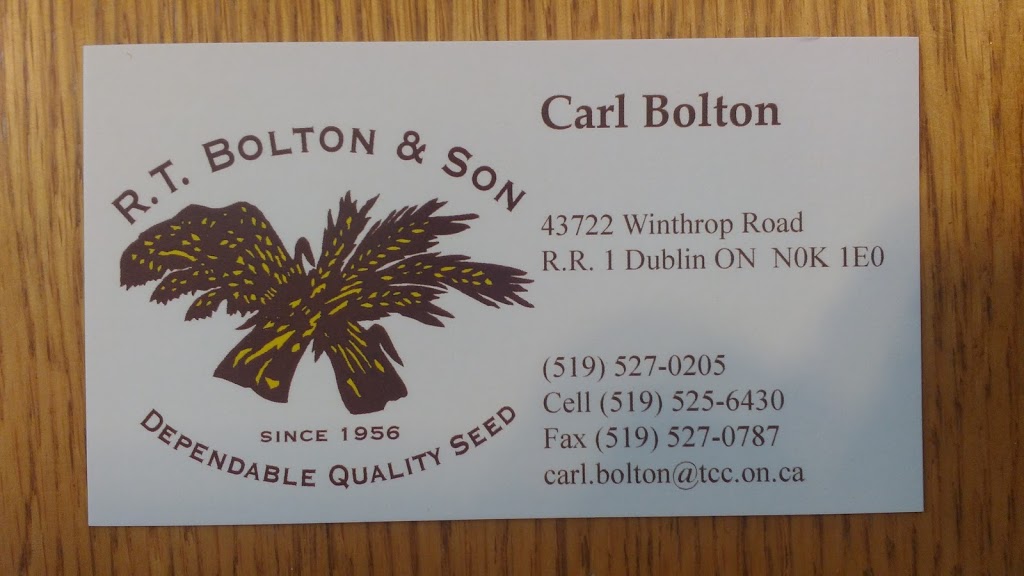 R.T. BOLTON & SON
SINCE 1956
DEPENDABLE QUALITY SEED
Carl Bolton
43722 Winthrop Road
R.R. 1 Dublin ON  N0K 1E0
(519) 527-0205
Cell (519) 525-6430
Fax (519) 527-0787
carl.bolton@tcc.on.ca